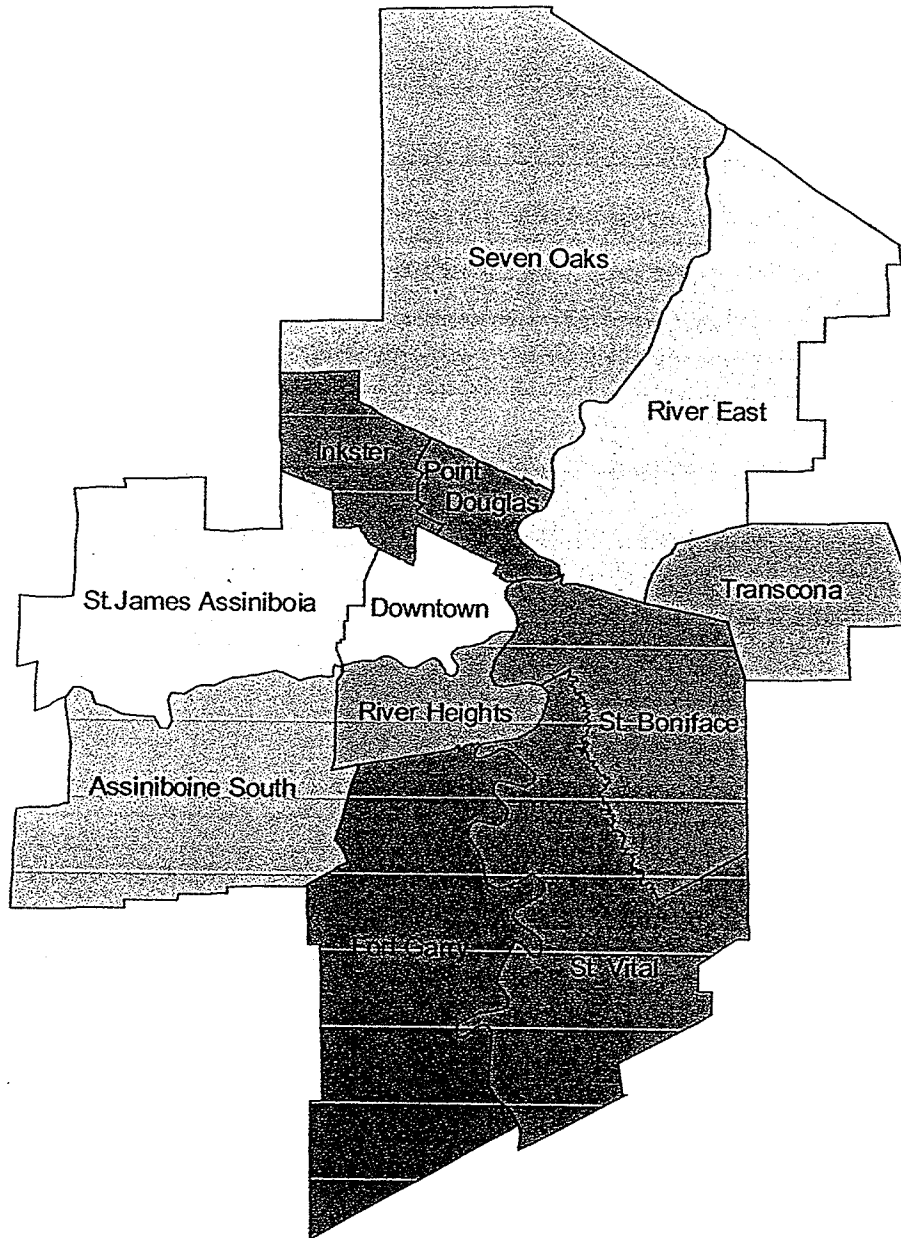 Seven Oaks
River East
Inkster
Point
Douglas
St.James Assiniboia
Downtown
Transcona
River Heights
St. Boniface
Assiniboine South
Fort Garry
St. Vital